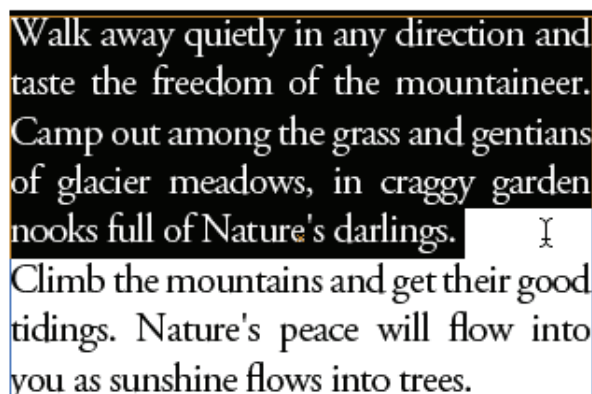 Walk away quietly in any direction and
taste the freedom of the mountaineer.
Camp out among the grass and gentians
of glacier meadows, in craggy garden
nooks full of Nature's darlings.
Climb the mountains and get their good
tidings. Nature's peace will flow into
you as sunshine flows into trees.